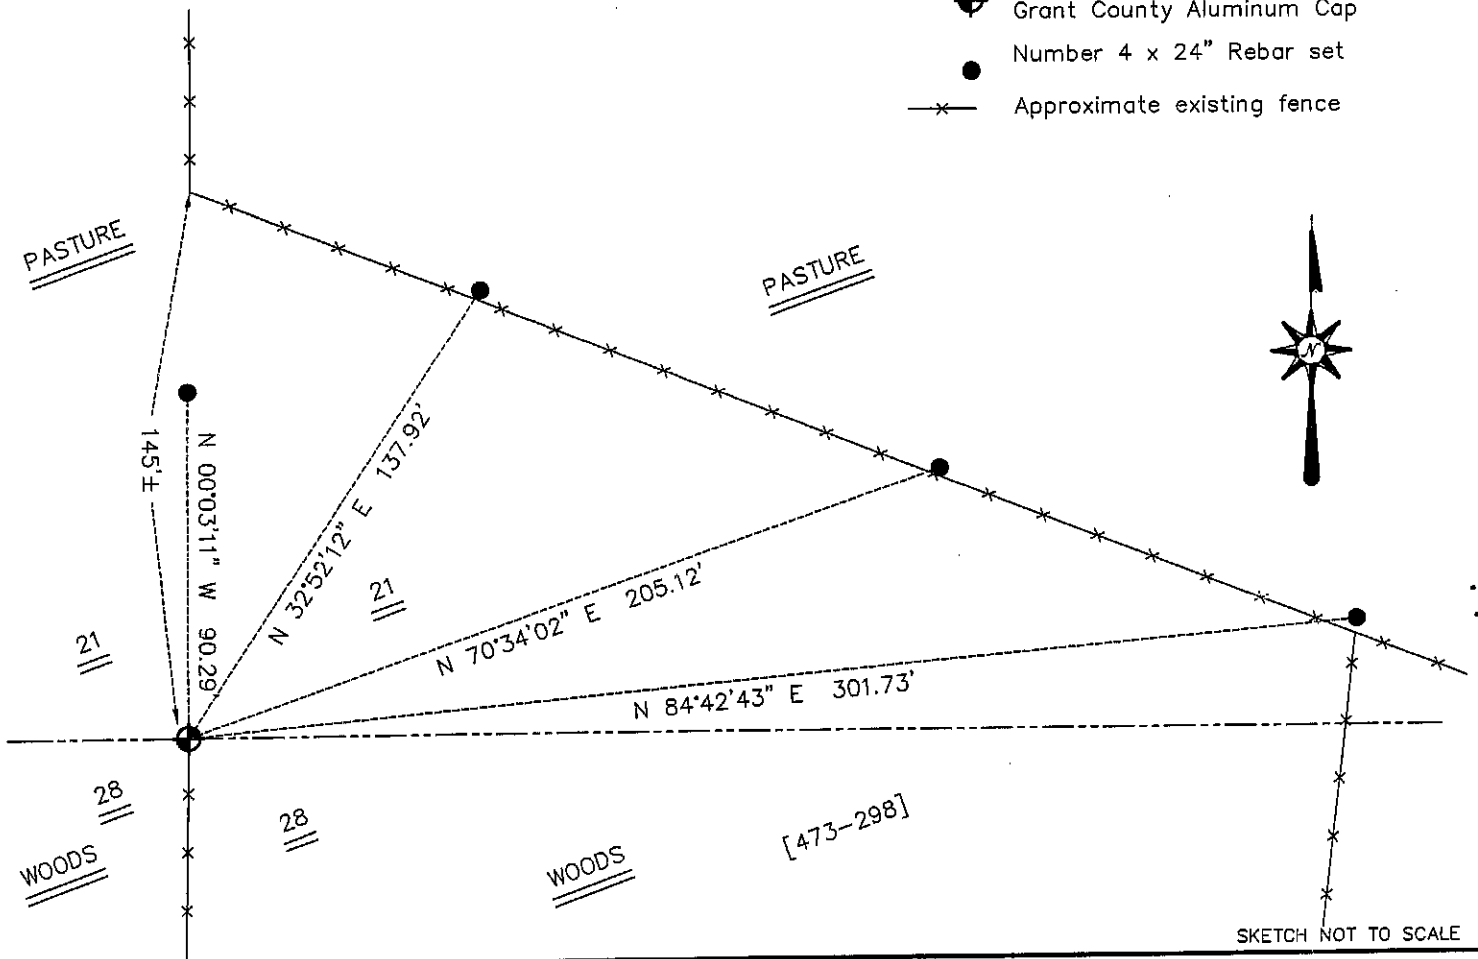 Grant County Aluminum Cap
Number 4 x 24" Rebar set
Approximate existing fence
PASTURE
PASTURE
N
145'±
N 00°03'11" W 90.29'
N 32°52'12" E 137.92'
21
21
N 70°34'02" E 205.12'
N 84°42'43" E 301.73'
28
28
WOODS
WOODS
[473-298]
SKETCH NOT TO SCALE